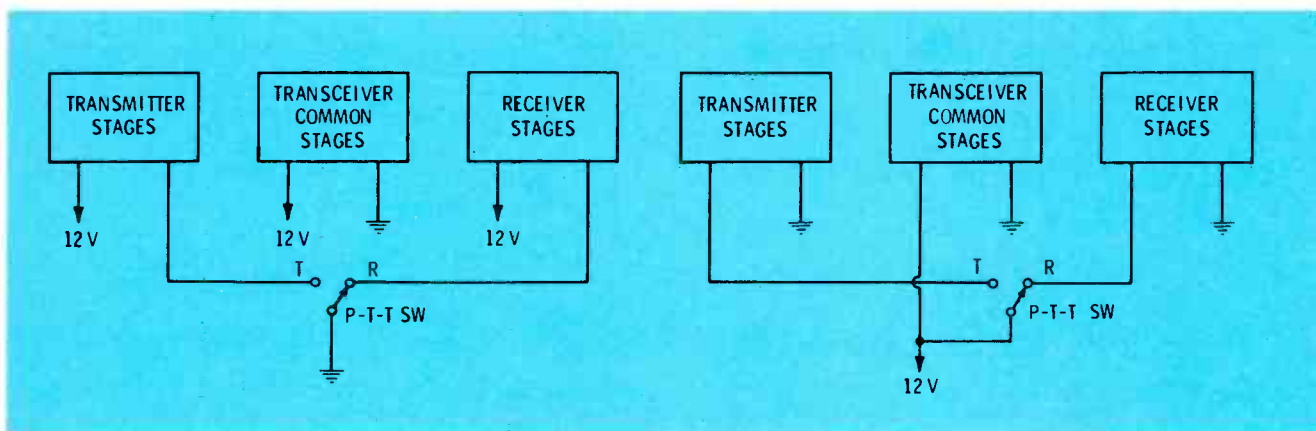 TRANSMITTER
STAGES
TRANSCEIVER
COMMON
STAGES
RECEIVER
STAGES
12 V
12 V
12 V
T
R
P-T-T SW
TRANSMITTER
STAGES
TRANSCEIVER
COMMON
STAGES
RECEIVER
STAGES
T
R
P-T-T SW
12 V